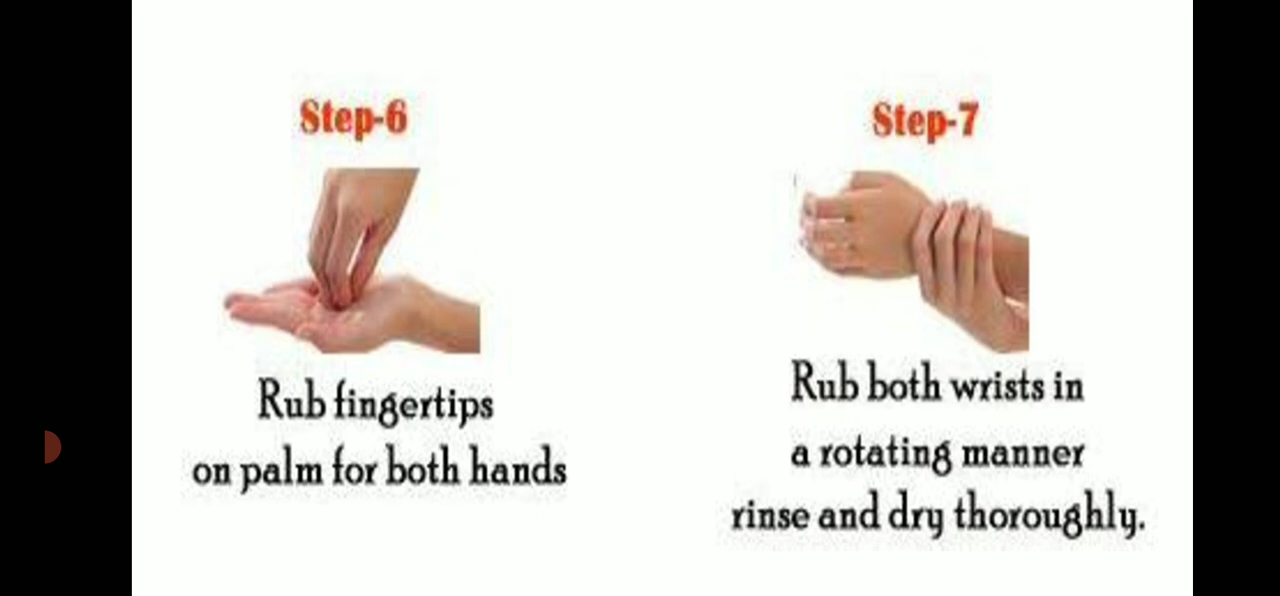 Step-6
Rub fingertips
on palm for both hands
Step-7
Rub both wrists in
a rotating manner
rinse and dry thoroughly.